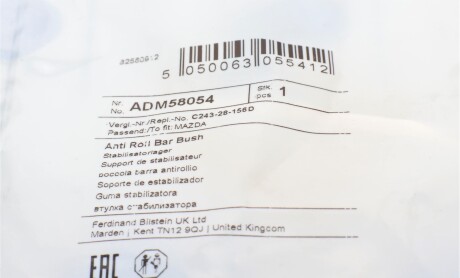 82680912
5 050063 055412
Nr. No. ADM58054 Stk. pcs 1
Vergl.-Nr./Repl.-No. C243-28-156D
Passend/To fit: MAZDA
Anti Roll Bar Bush
Stabilisatorlager
Support de stabilisateur
boccola barra antirollio
Soporte de estabilizador
Guma stabilizatora
втулка стабилизатора
Ferdinand Bilstein UK Ltd
Marden | Kent TN12 9QJ | United Kingdom
EAC